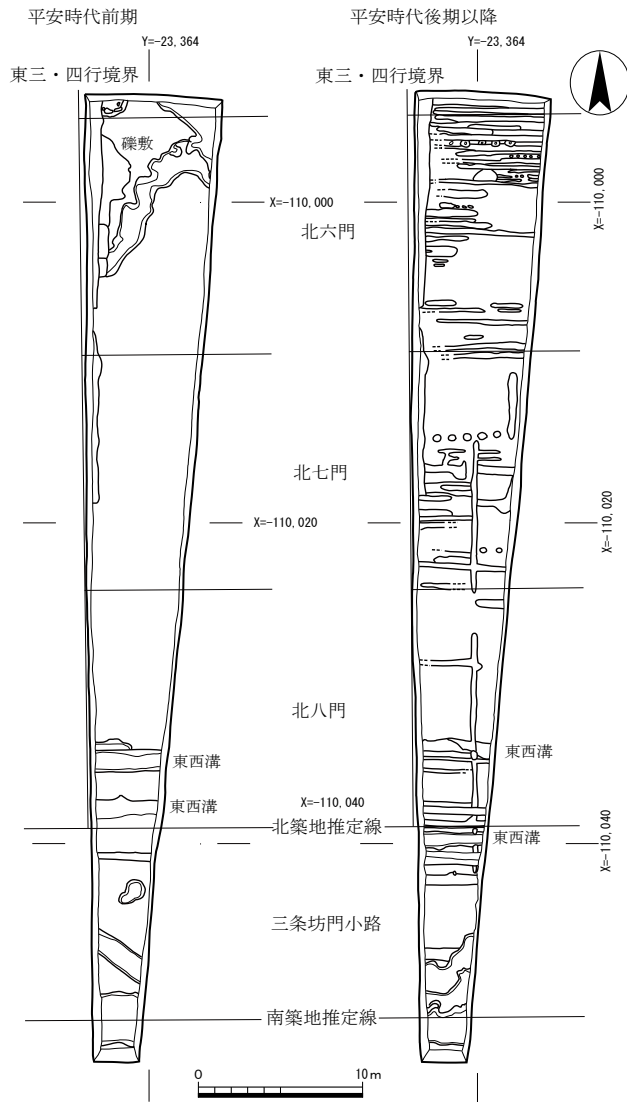 平安時代前期
平安時代後期以降
Y=-23,364
Y=-23,364
東三・四行境界
東三・四行境界
礫敷
X=-110,000
X=-110,000
北六門
北七門
X=-110,020
X=-110,020
北八門
東西溝
東西溝
東西溝
X=-110,040
北築地推定線
東西溝
X=-110,040
三条坊門小路
南築地推定線
0
10m